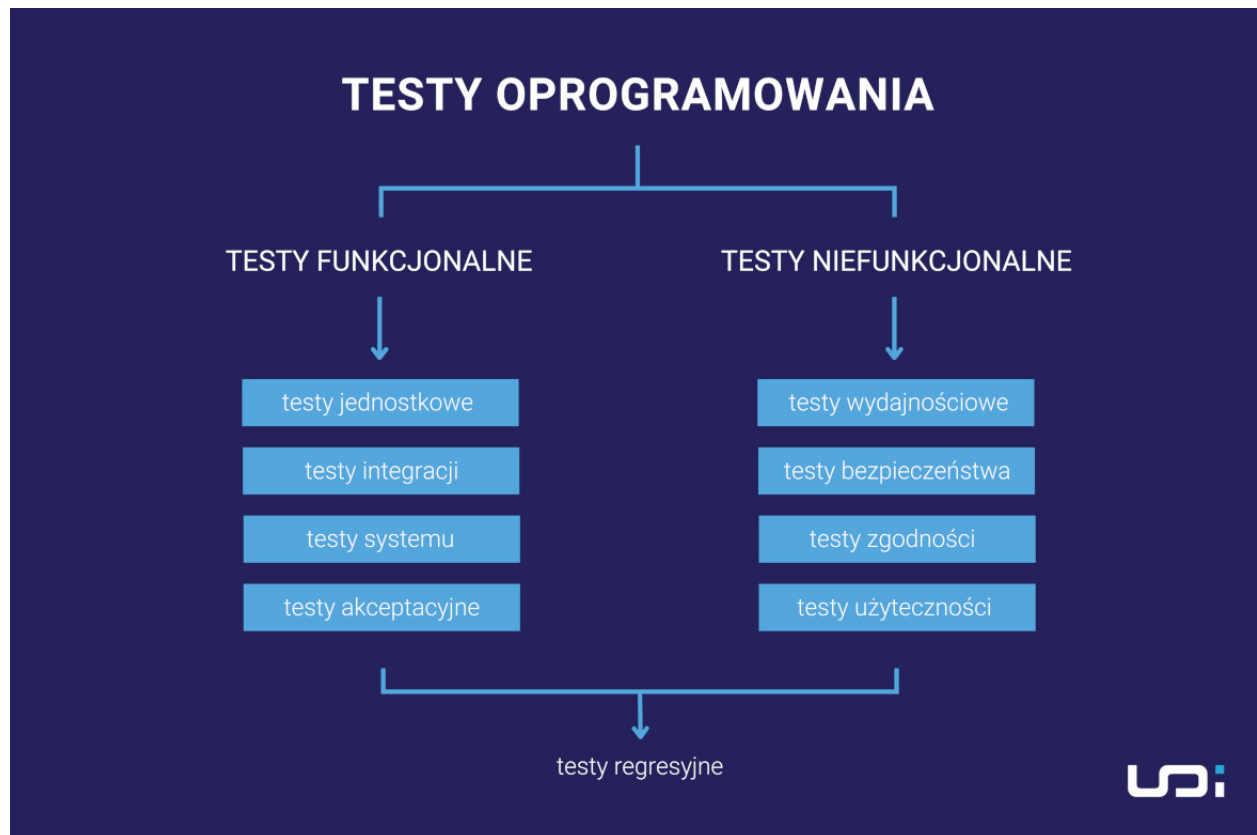 TESTY OPROGRAMOWANIA
TESTY FUNKCJONALNE
testy jednostkowe
testy integracji
testy systemu
testy akceptacyjne
TESTY NIEFUNKCJONALNE
testy wydajnościowe
testy bezpieczeństwa
testy zgodności
testy użyteczności
testy regresyjne